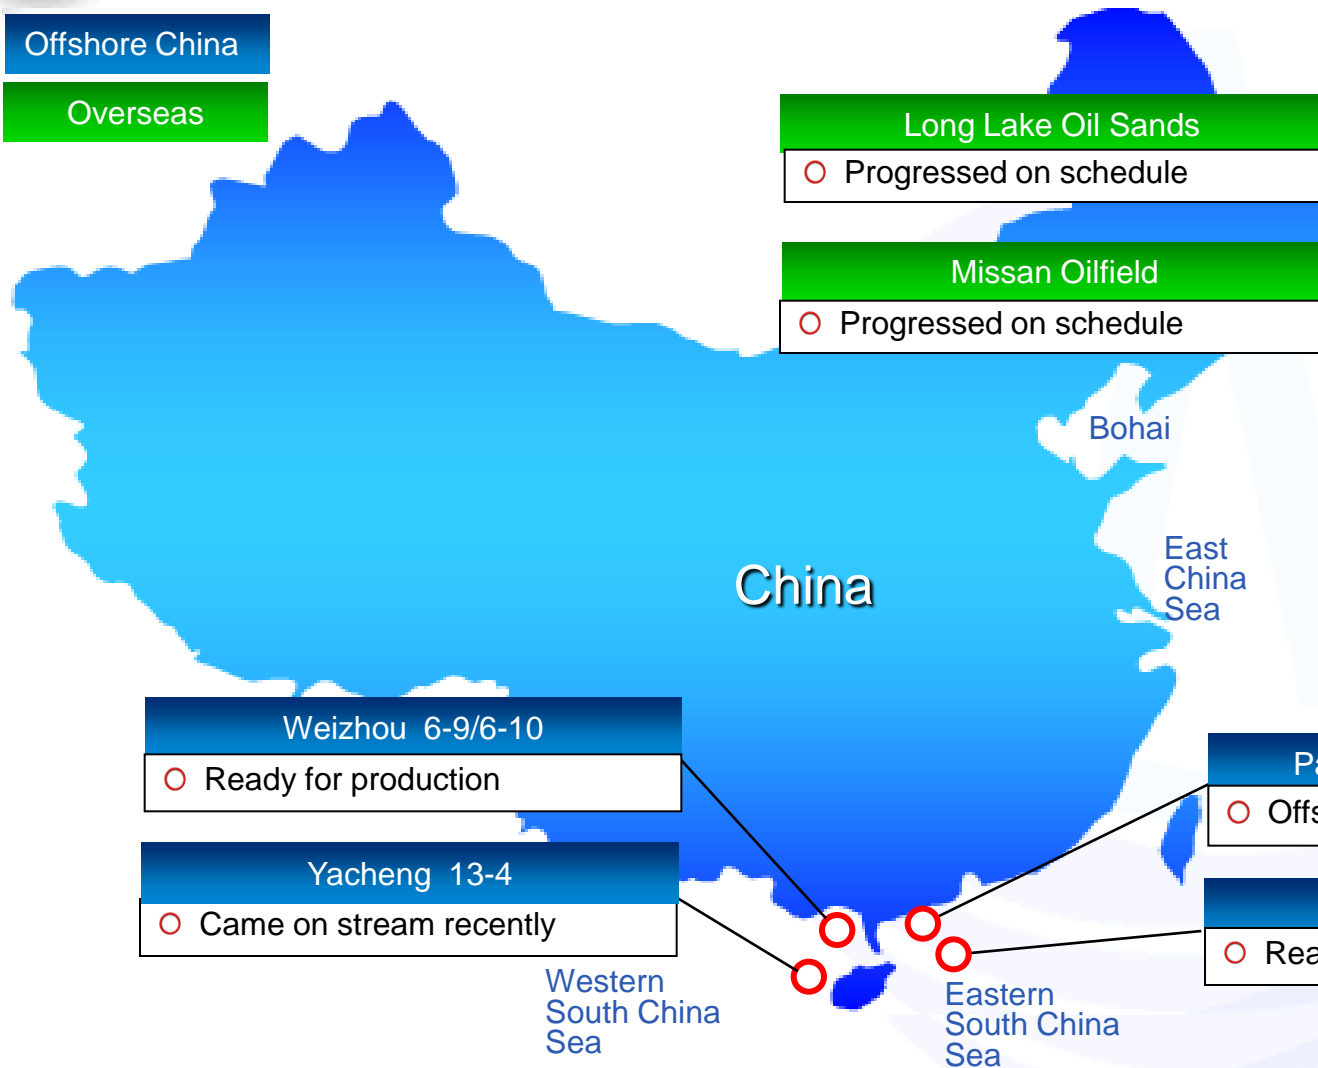 Offshore China
Overseas
Long Lake Oil Sands
Progressed on schedule
Missan Oilfield
Progressed on schedule
Bohai
East
China
Sea
China
Weizhou 6-9/6-10
Ready for production
Yacheng 13-4
Came on stream recently
Western
South China
Sea
Eastern
South China
Sea